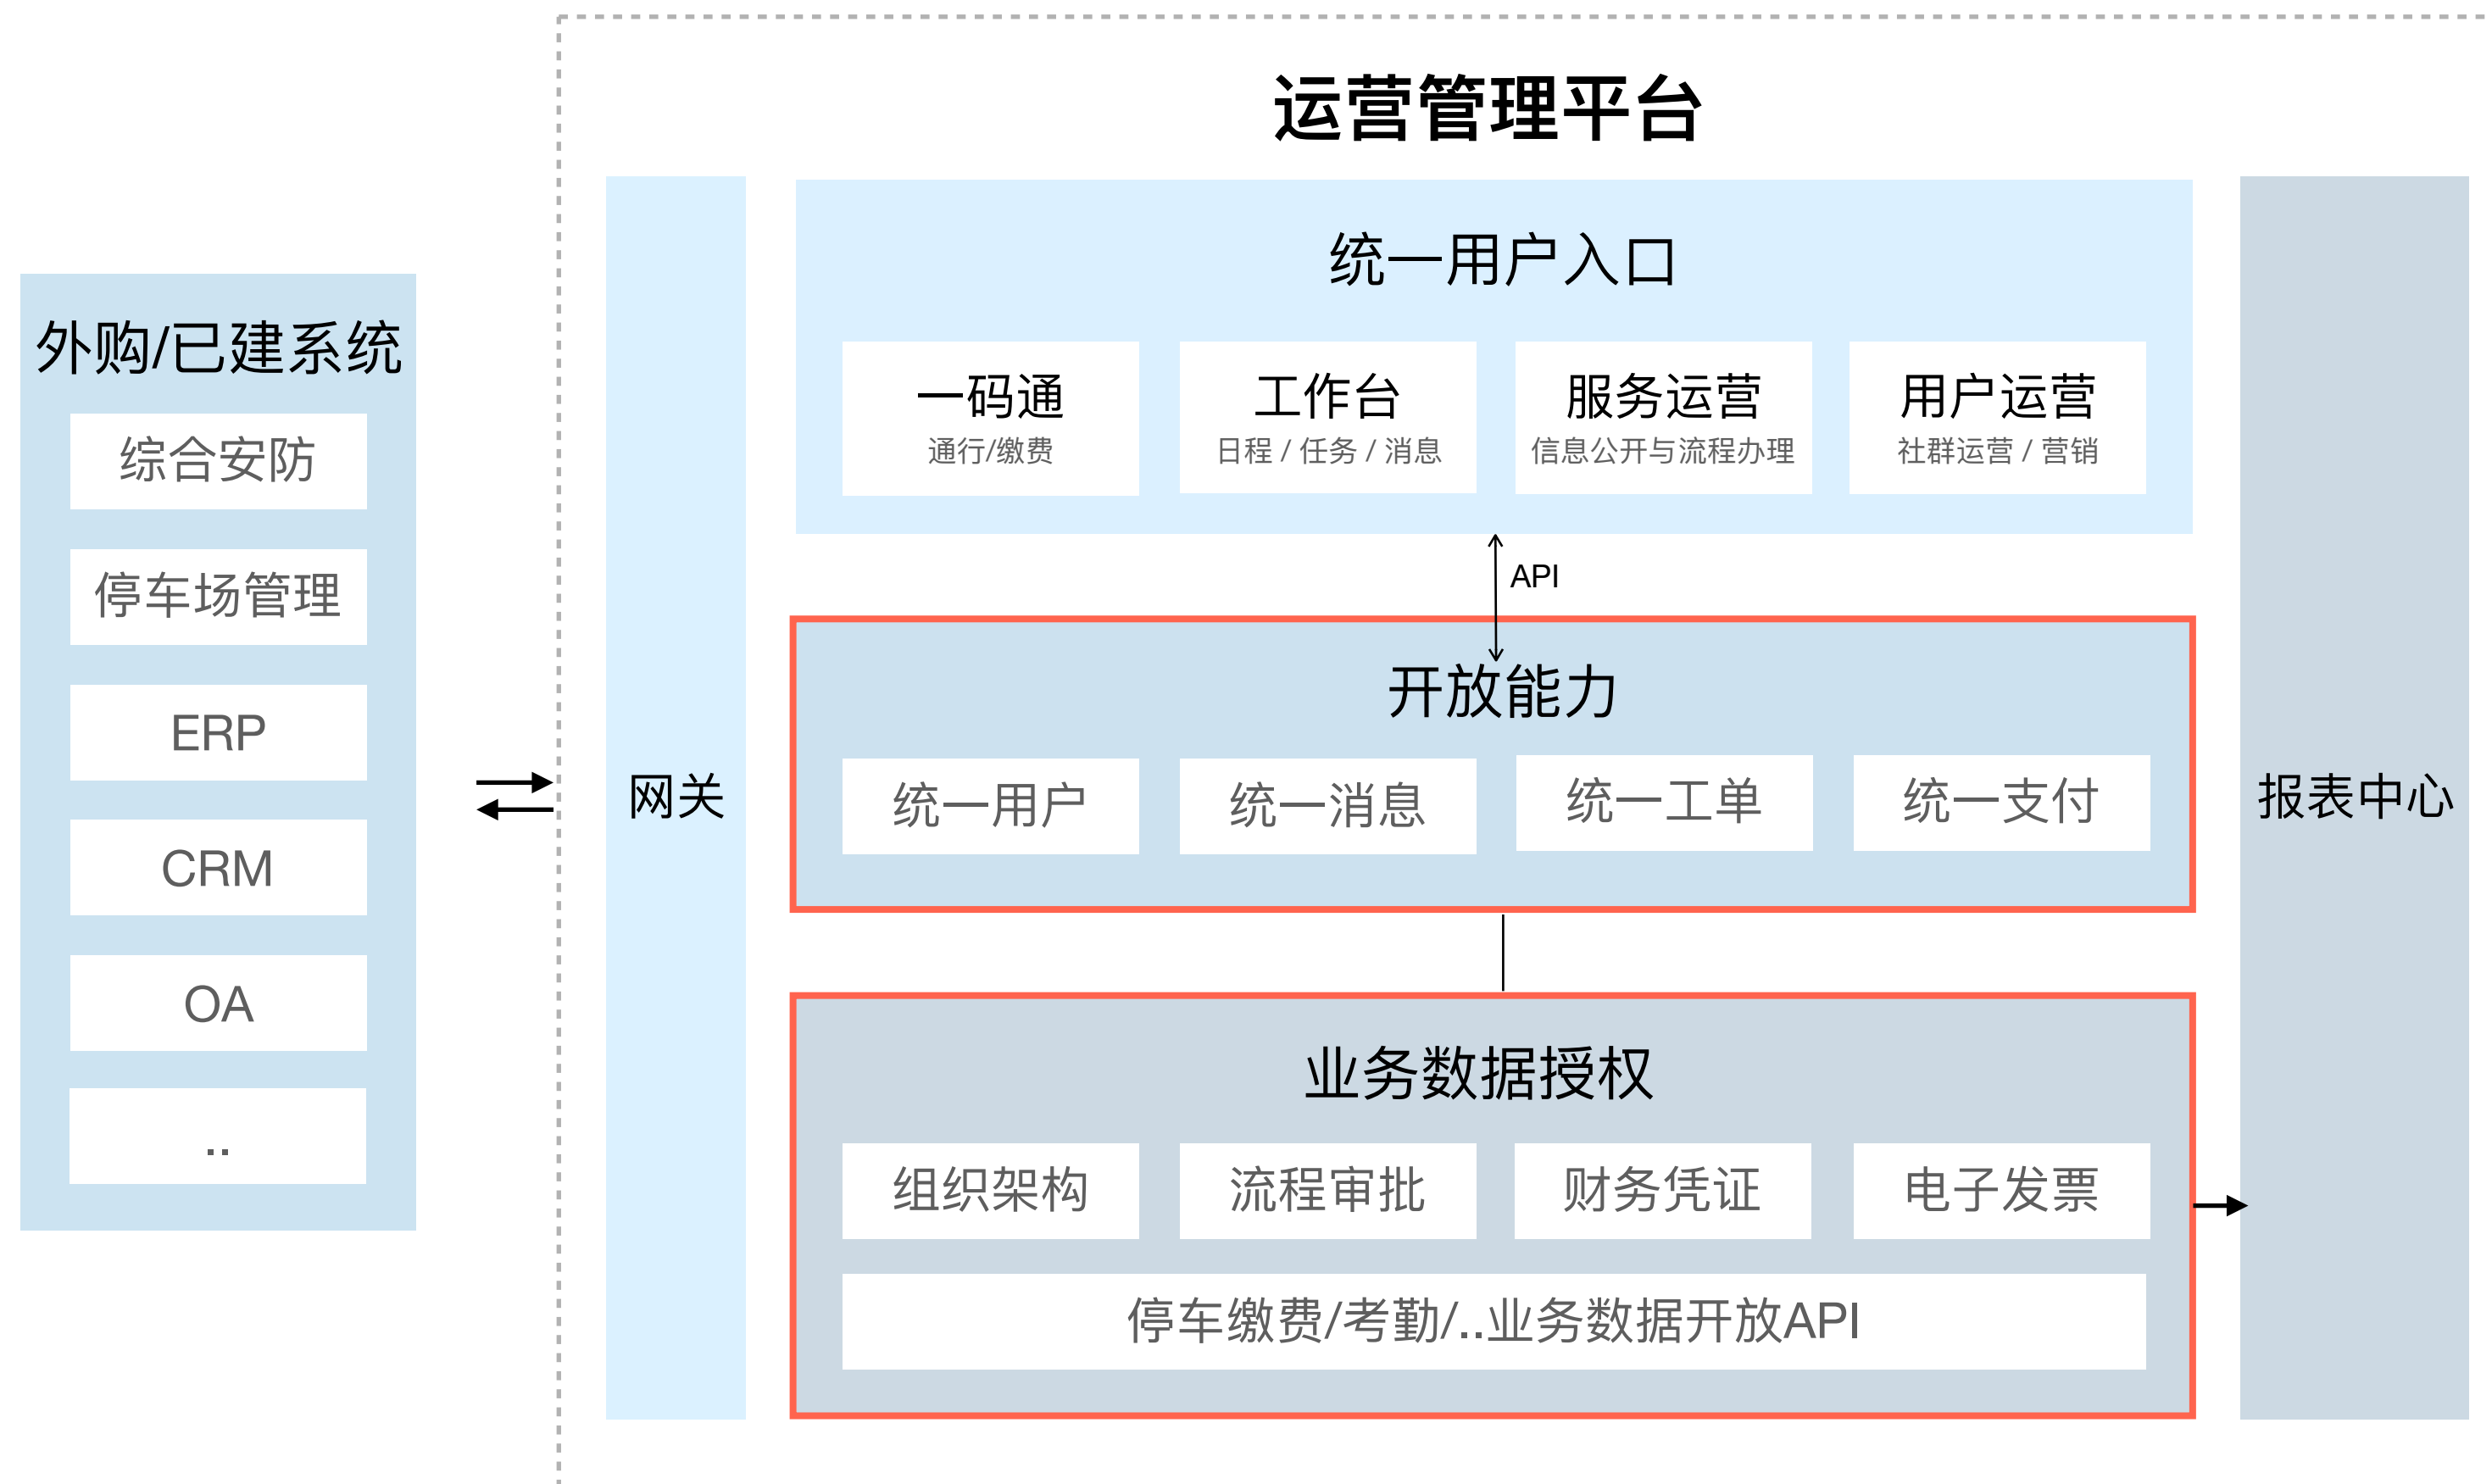 运营管理平台
外购/已建系统
综合安防
停车场管理
ERP
CRM
OA
..
网关
统一用户入口
一码通
通行/缴费
工作台
日程 / 任务 / 消息
服务运营
信息公开与流程办理
用户运营
社群运营 / 营销
API
开放能力
统一用户
统一消息
统一工单
统一支付
业务数据授权
组织架构
流程审批
财务凭证
电子发票
停车缴费/考勤/..业务数据开放API
报表中心